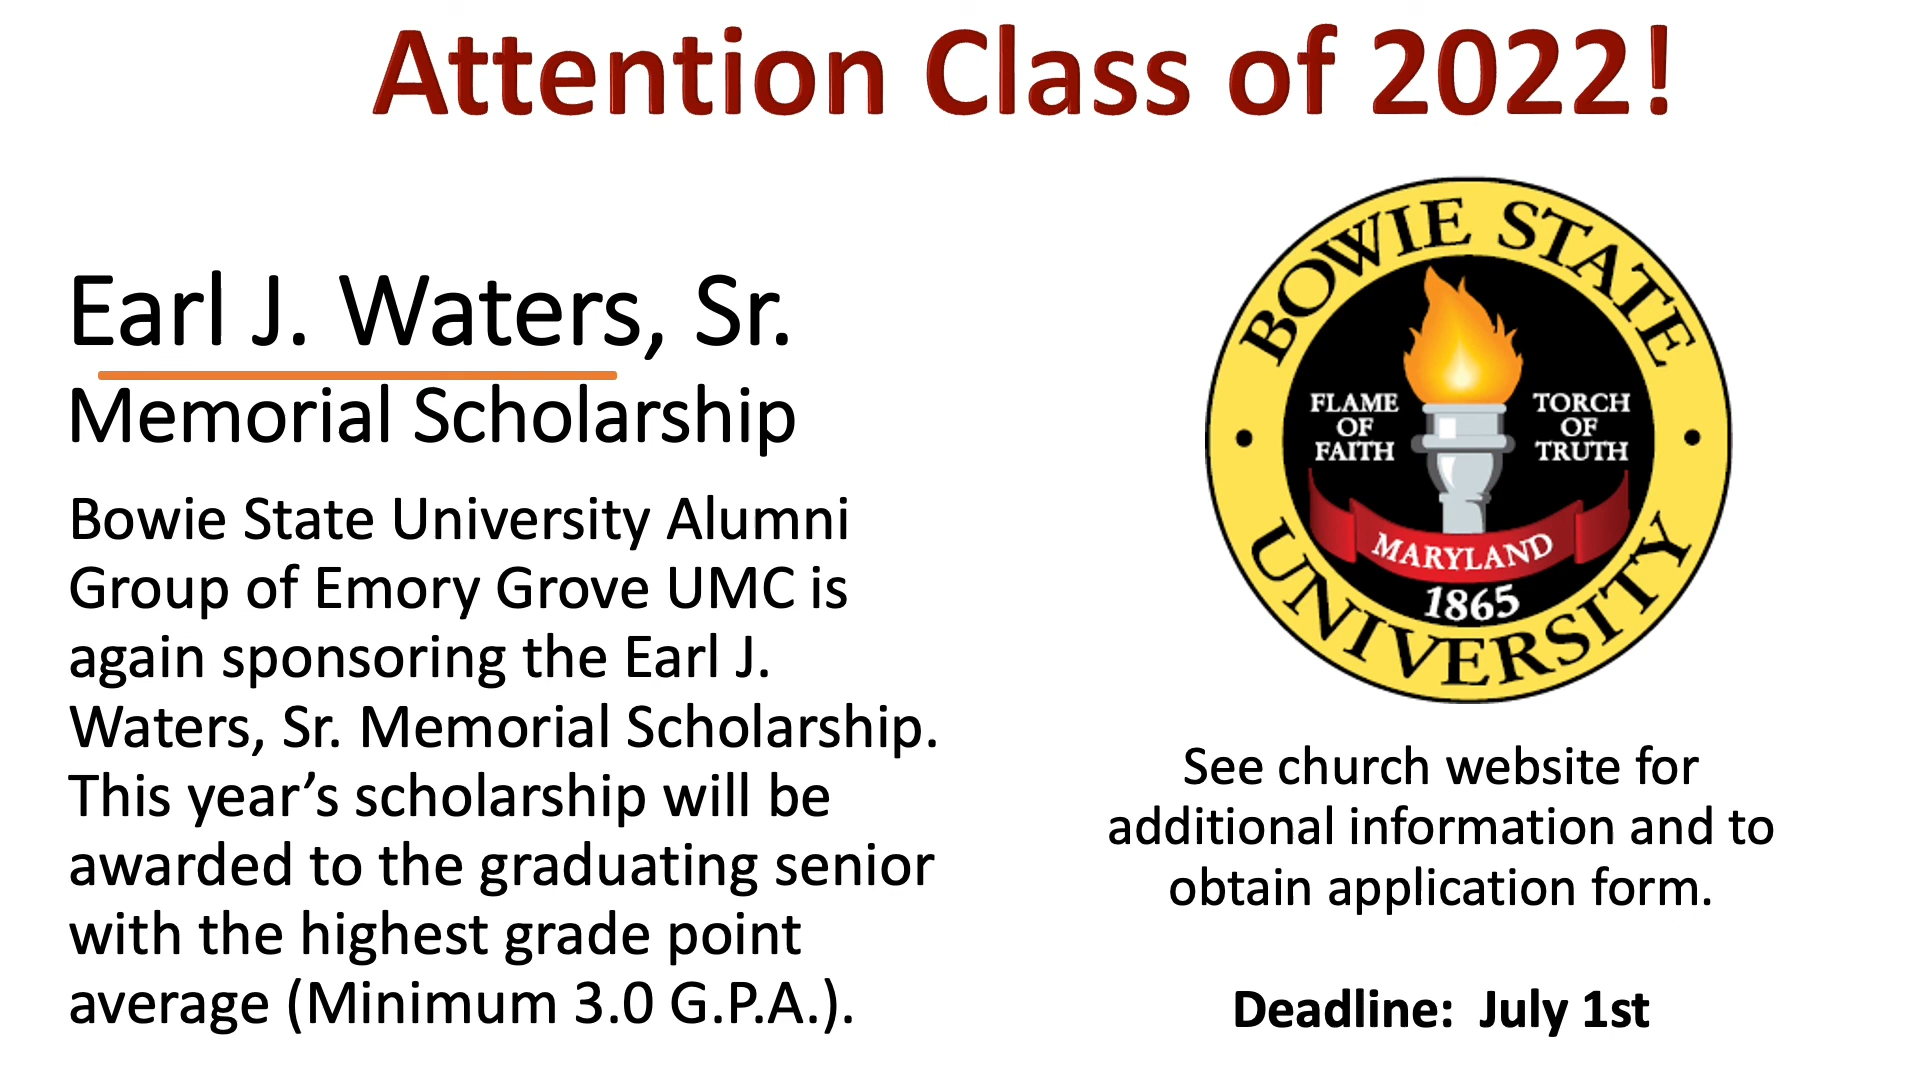 Attention Class of 2022!
Earl J. Waters, Sr.
Memorial Scholarship
Bowie State University Alumni
Group of Emory Grove UMC is
again sponsoring the Earl J.
Waters, Sr. Memorial Scholarship.
This year’s scholarship will be
awarded to the graduating senior
with the highest grade point
average (Minimum 3.0 G.P.A.).
BOWIE STATE
FLAME
OF
FAITH
TORCH
OF
TRUTH
MARYLAND
1865
UNIVERSITY
See church website for
additional information and to
obtain application form.
Deadline:  July 1st